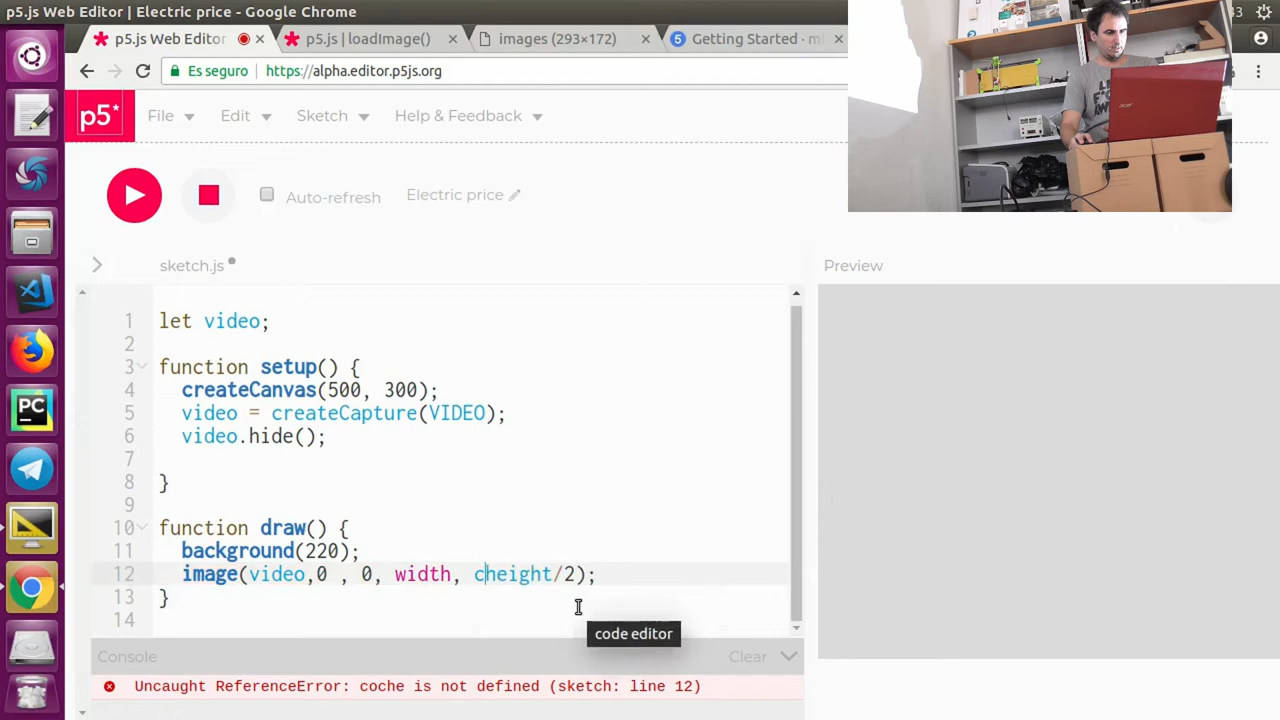 p5.js Web Editor | Electric price - Google Chrome
p5.js Web Editor
p5.js | loadImage()
images (293×172)
Getting Started - mi
Es seguro
https://alpha.editor.p5js.org
p5*
File
Edit
Sketch
Help & Feedback
Auto-refresh
Electric price
sketch.js
Preview
1 let video;
2
3 function setup() {
4 createCanvas(500, 300);
5 video = createCapture(VIDEO);
6 video.hide();
7
8 }
9
10 function draw() {
11 background(220);
12 image(video,0 , 0, width, cheight/2);
13 }
14
code editor
Console
Clear
Uncaught ReferenceError: coche is not defined (sketch: line 12)
PC
acer